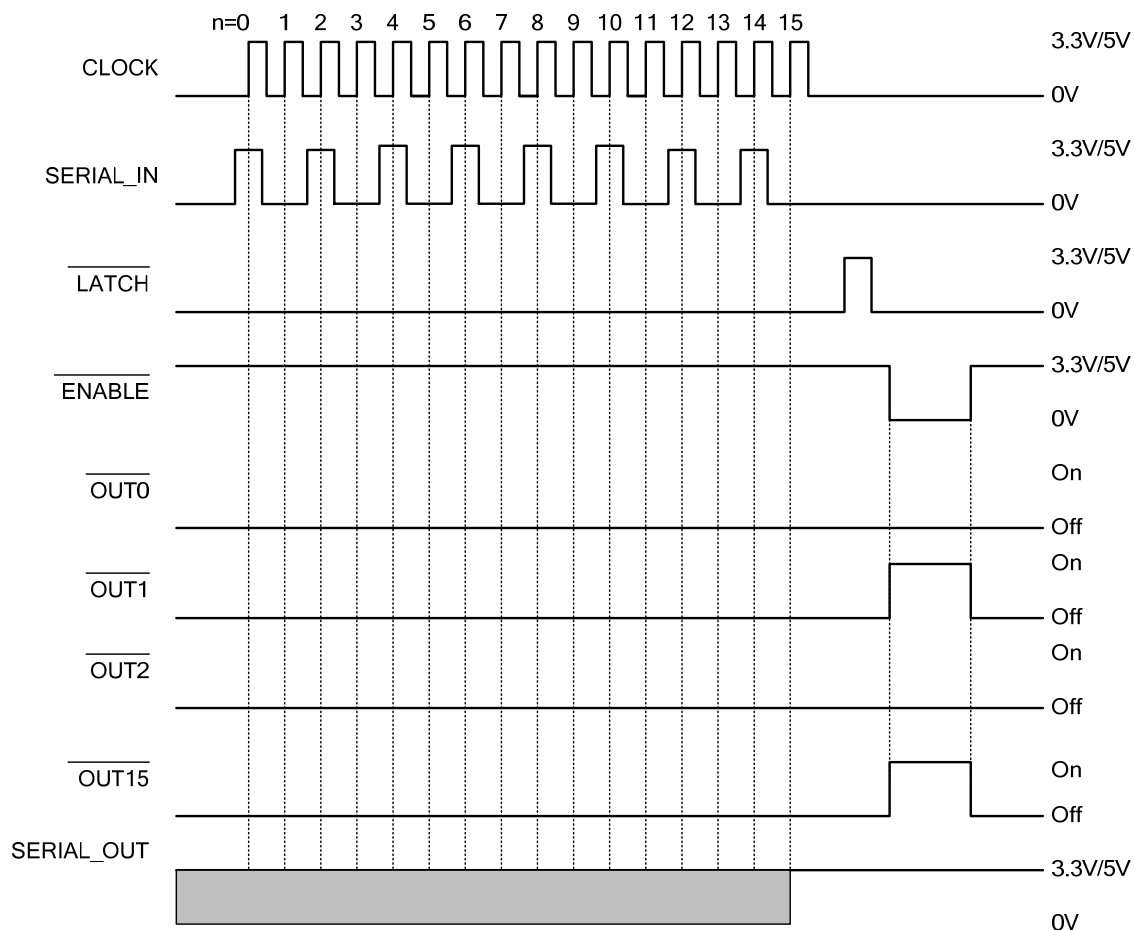 n=0 1 2 3 4 5 6 7 8 9 10 11 12 13 14 15
CLOCK
3.3V/5V
0V
SERIAL_IN
3.3V/5V
0V
LATCH
3.3V/5V
0V
ENABLE
3.3V/5V
0V
OUT0
On
Off
OUT1
On
Off
OUT2
On
Off
OUT15
On
Off
SERIAL_OUT
3.3V/5V
0V